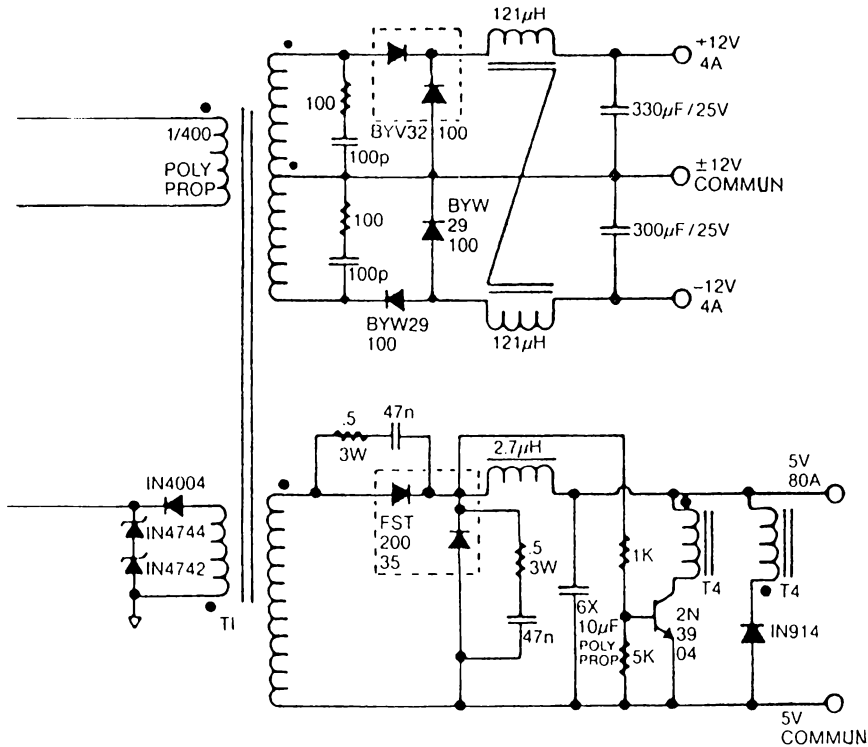 121μH
+12V
4A
1/400
POLY
PROP
100
100p
BYV32 100
330μF/25V
±12V
COMMUN
100
100p
BYW
29
100
300μF/25V
-12V
4A
BYW29
100
121μH
.5
3W
47n
2.7μH
5V
80A
IN4004
IN4744
IN4742
T1
FST
200
35
.5
3W
47n
6X
10μF
POLY
PROP
1K
5K
2N
39
04
T4
T4
IN914
5V
COMMUN